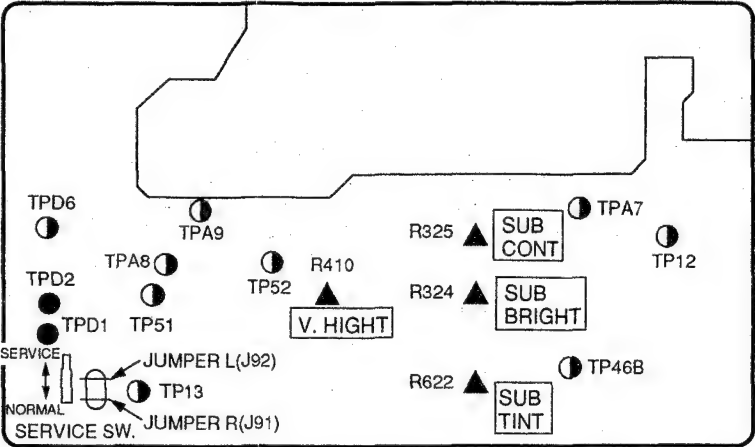 TPD6
TPA9
TPA7
R325
SUB
CONT
TP12
TPA8
TP52
R410
TPD2
TP51
R324
SUB
BRIGHT
TPD1
V. HIGHT
SERVICE
JUMPER L(J92)
TP46B
R622
SUB
TINT
TP13
NORMAL
JUMPER R(J91)
SERVICE SW.